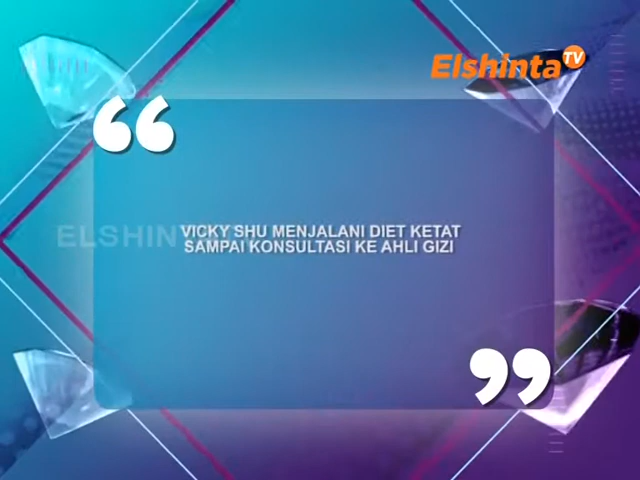 Elshinta TV
VICKY SHU MENJALANI DIET KETAT
SAMPAI KONSULTASI KE AHLI GIZI